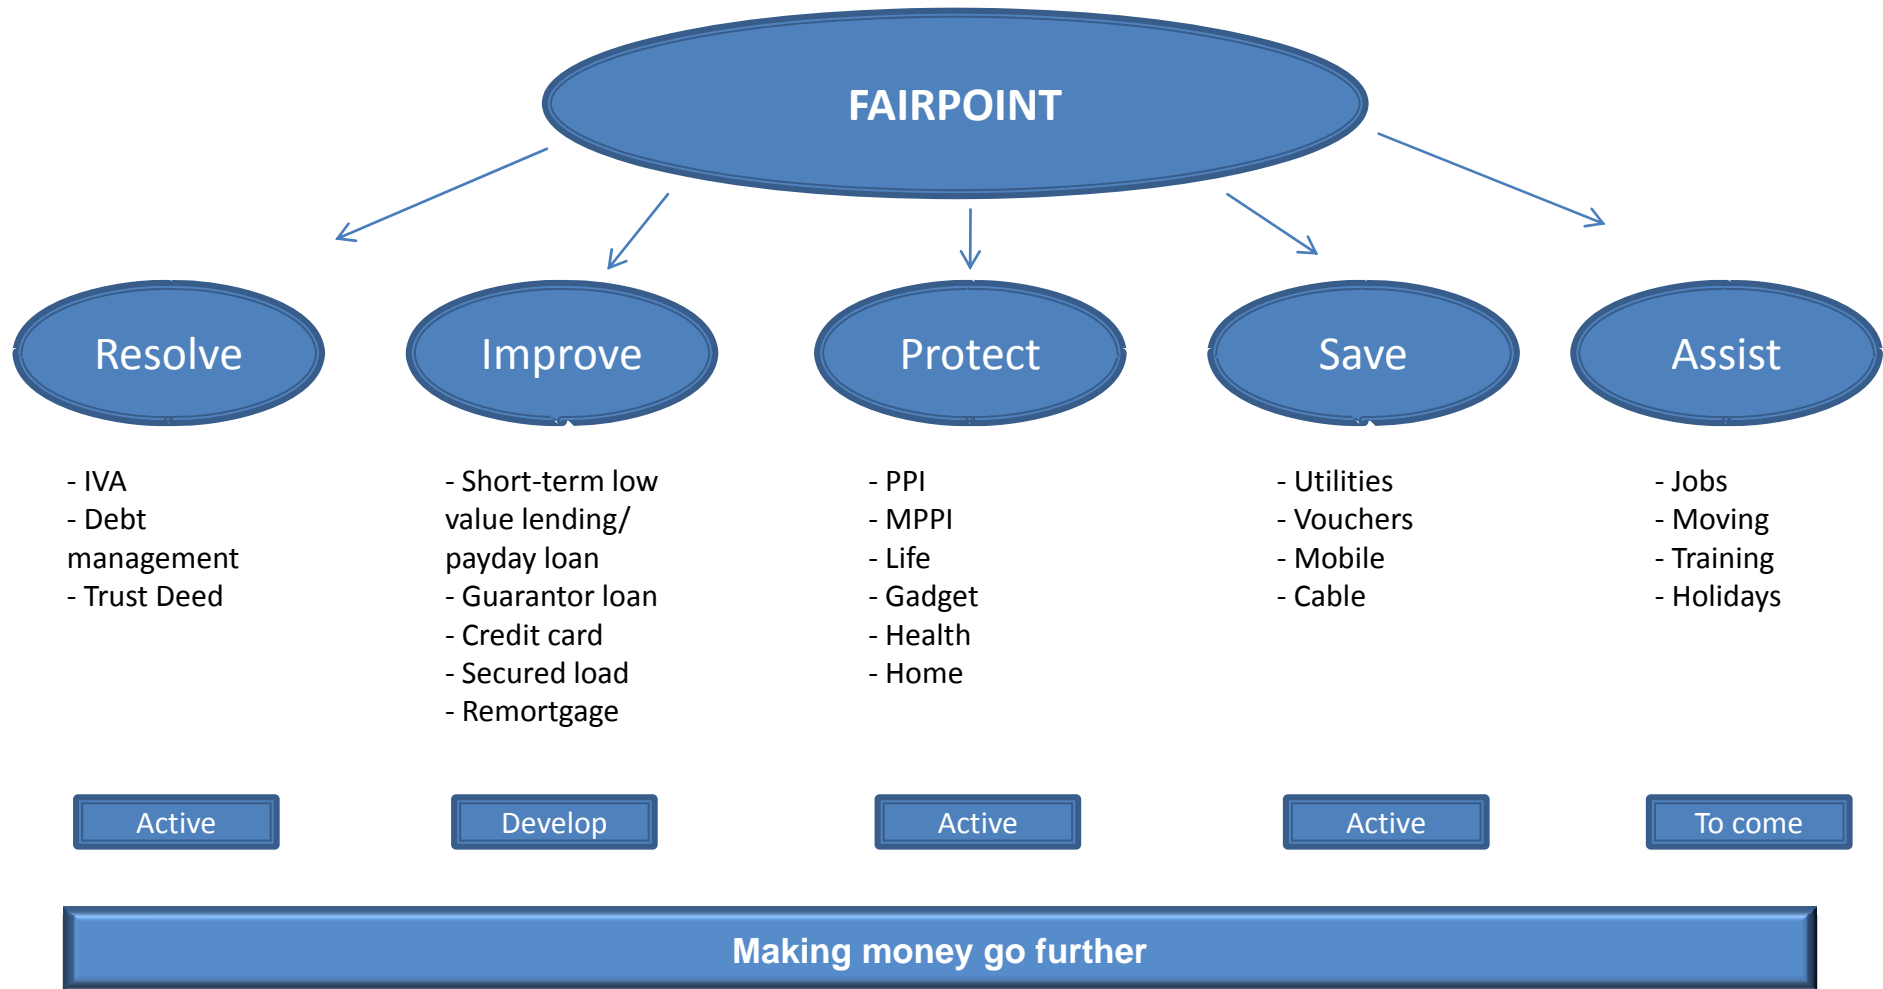 FAIRPOINT
Resolve
Improve
Protect
Save
Assist
- IVA
- Debt
management
- Trust Deed
- Short-term low
value lending/
payday loan
- Guarantor loan
- Credit card
- Secured load
- Remortgage
- PPI
- MPPI
- Life
- Gadget
- Health
- Home
- Utilities
- Vouchers
- Mobile
- Cable
- Jobs
- Moving
- Training
- Holidays
Active
Develop
Active
Active
To come
Making money go further